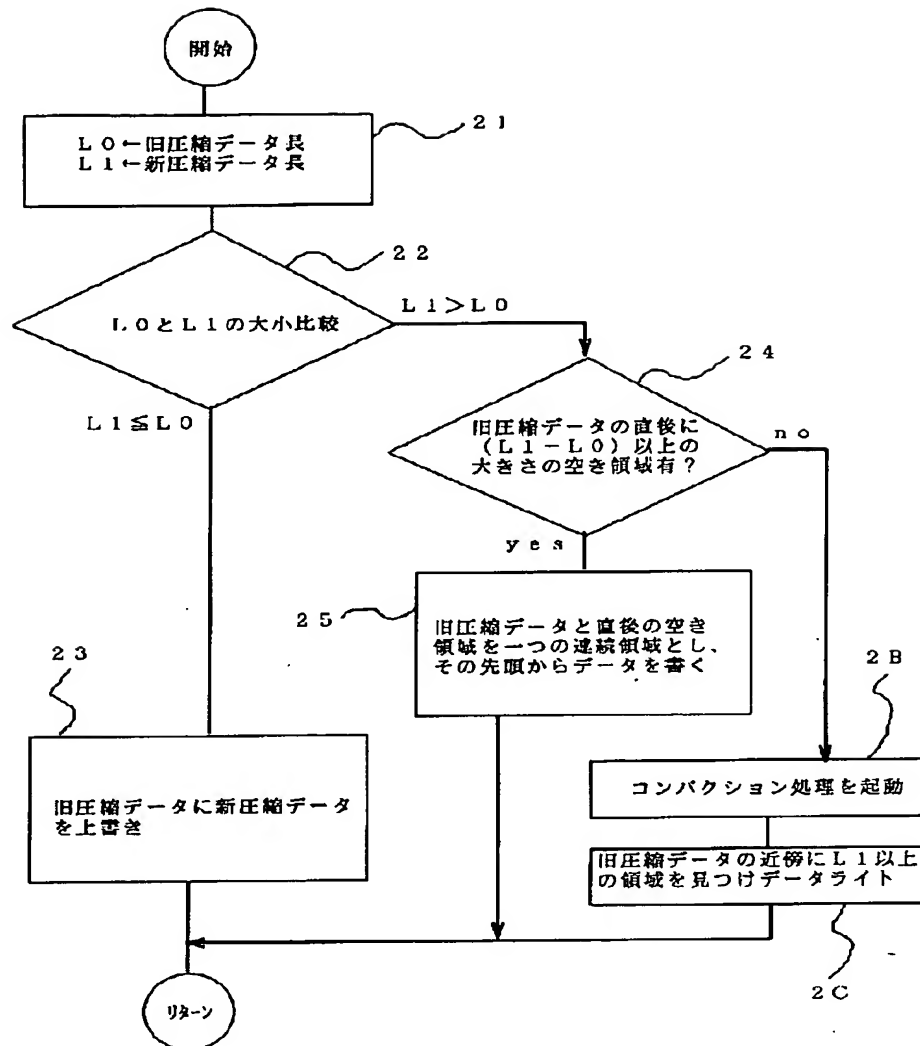 開始
21
L0←旧圧縮データ長
L1←新圧縮データ長
22
L0とL1の大小比較
L1>L0
L1≦L0
24
旧圧縮データの直後に
(L1-L0)以上の
大きさの空き領域有?
no
yes
25
旧圧縮データと直後の空き
領域を一つの連続領域とし、
その先頭からデータを書く
23
旧圧縮データに新圧縮データ
を上書き
2B
コンパクション処理を起動
旧圧縮データの近傍にL1以上
の領域を見つけデータライト
2C
リターン